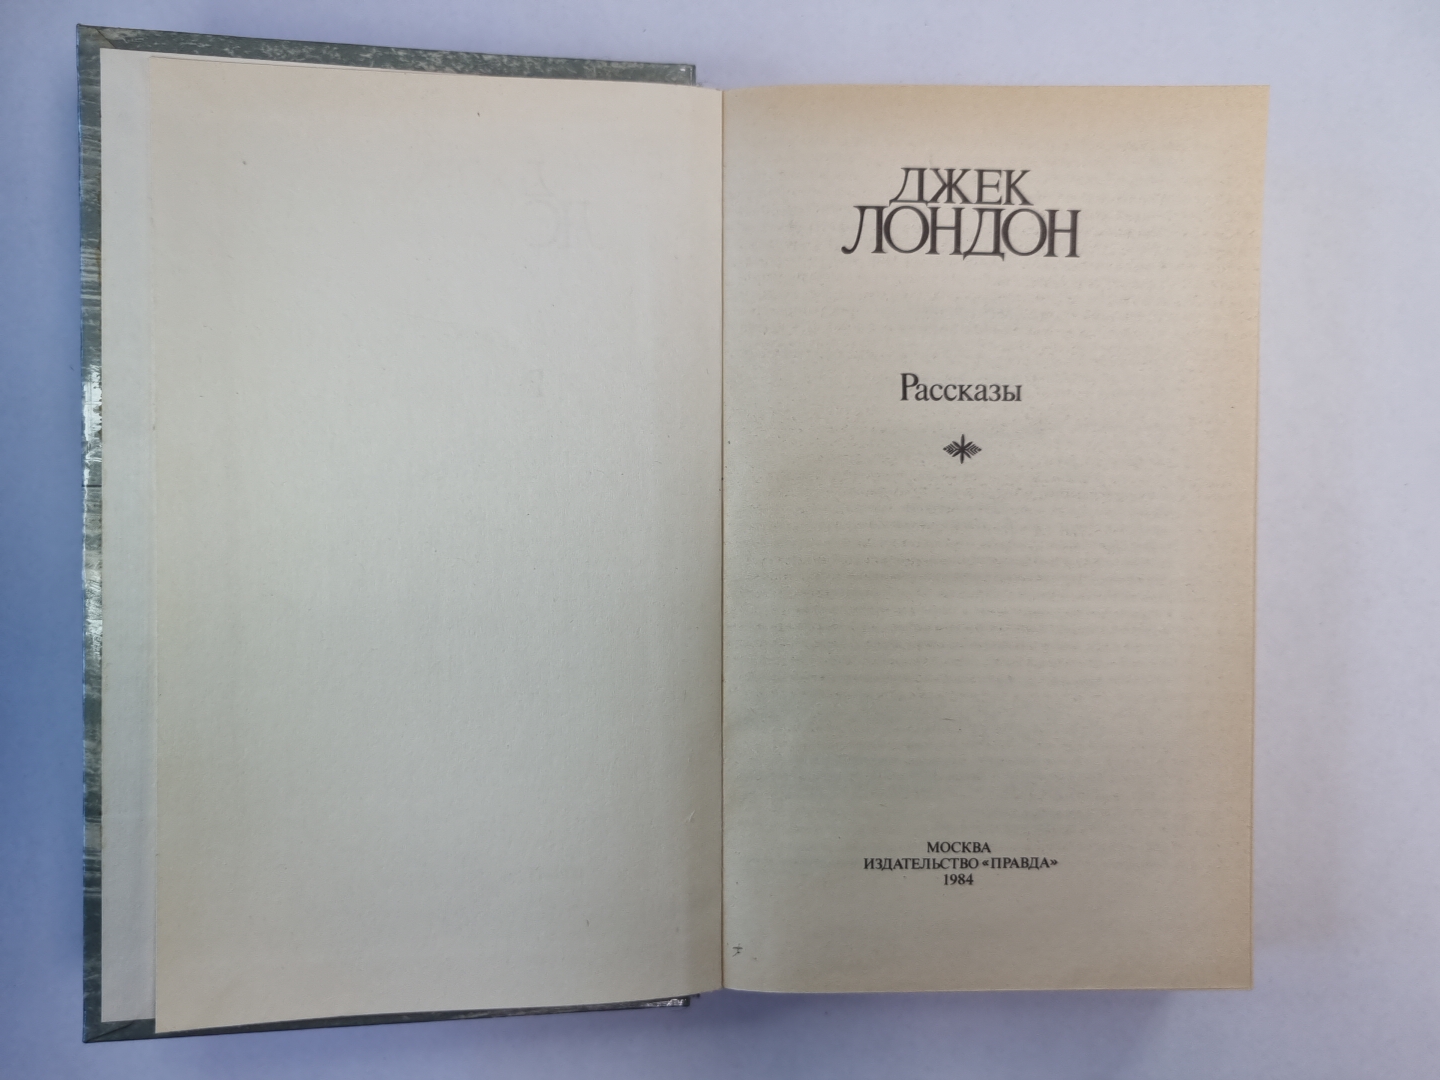 ДЖЕК
ЛОНДОН
Рассказы
МОСКВА
ИЗДАТЕЛЬСТВО «ПРАВДА»
1984